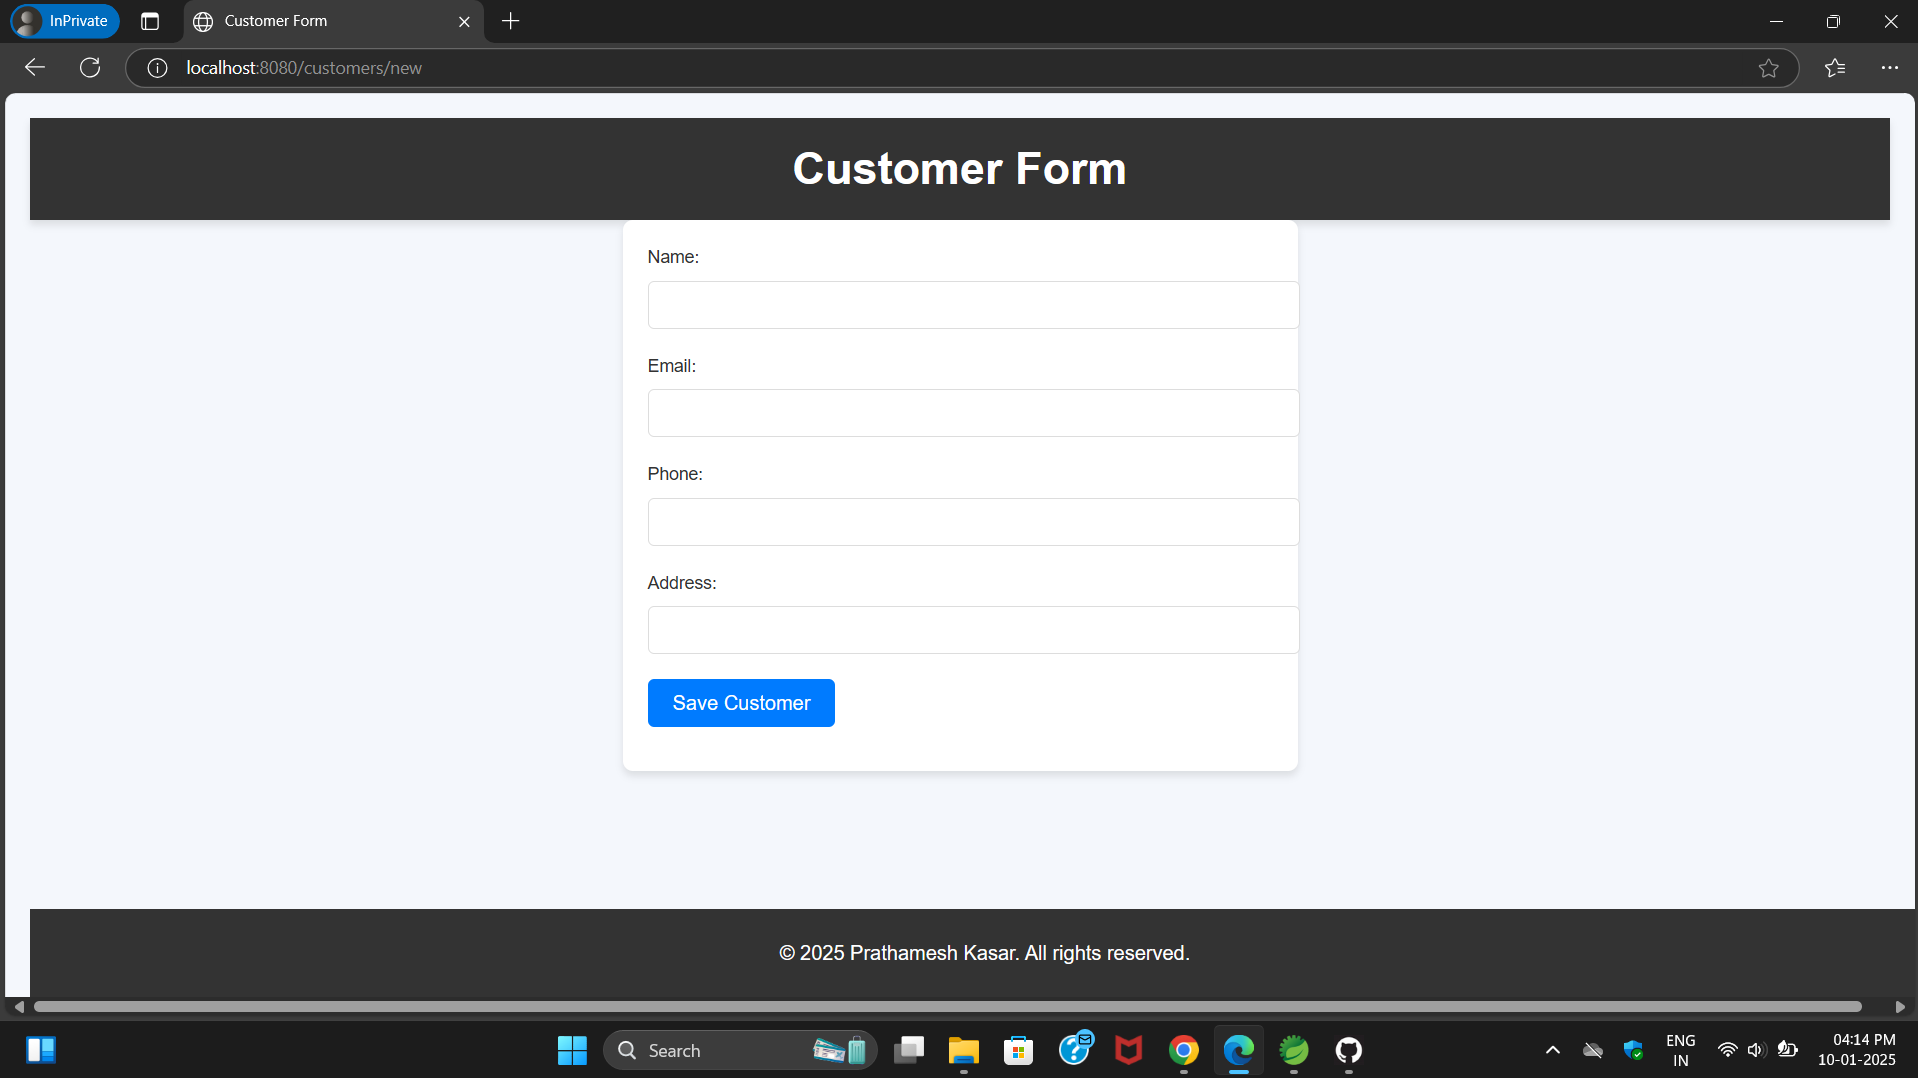 InPrivate
Customer Form
localhost:8080/customers/new
Customer Form
Name:
Email:
Phone:
Address:
Save Customer
© 2025 Prathamesh Kasar. All rights reserved.
Search
ENG
IN
04:14 PM
10-01-2025